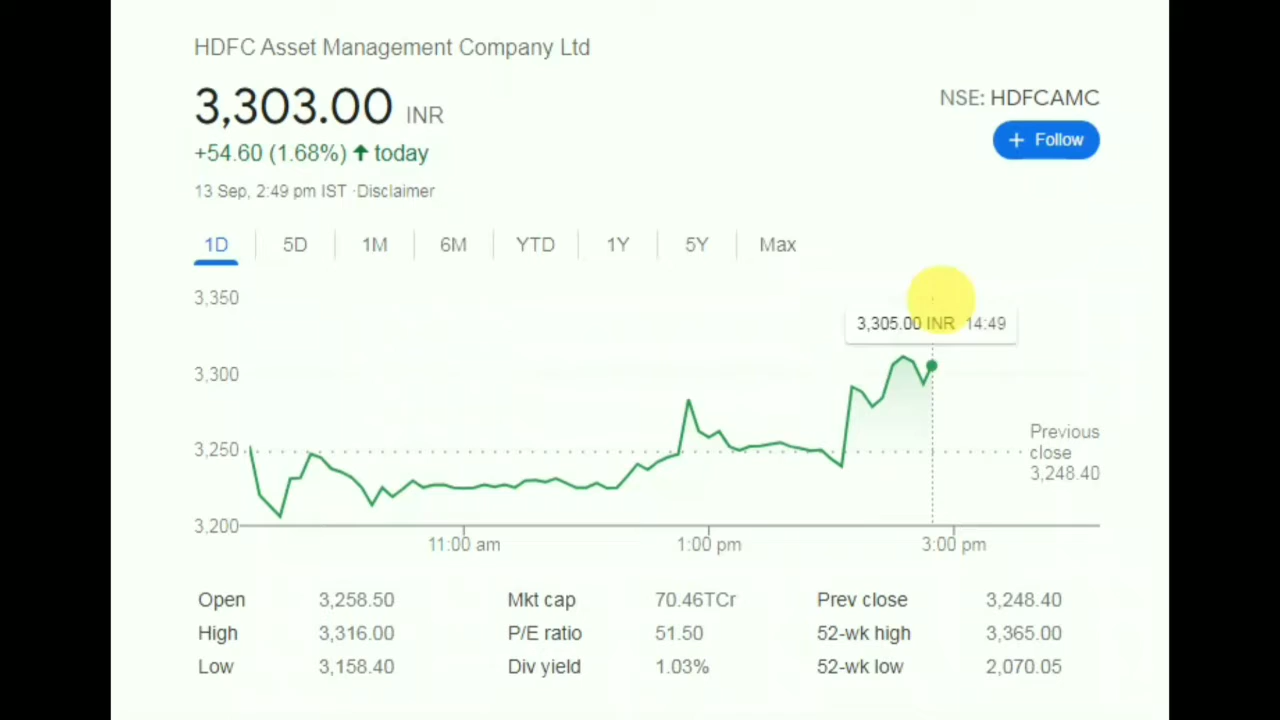 HDFC Asset Management Company Ltd
3,303.00 INR
NSE: HDFCAMC
+ Follow
+54.60 (1.68%) ↑ today
13 Sep, 2:49 pm IST · Disclaimer
1D 5D 1M 6M YTD 1Y 5Y Max
3,350
3,305.00 INR 14:49
3,300
3,250
Previous
close
3,248.40
3,200
11:00 am 1:00 pm 3:00 pm
Open 3,258.50 Mkt cap 70.46TCr Prev close 3,248.40
High 3,316.00 P/E ratio 51.50 52-wk high 3,365.00
Low 3,158.40 Div yield 1.03% 52-wk low 2,070.05